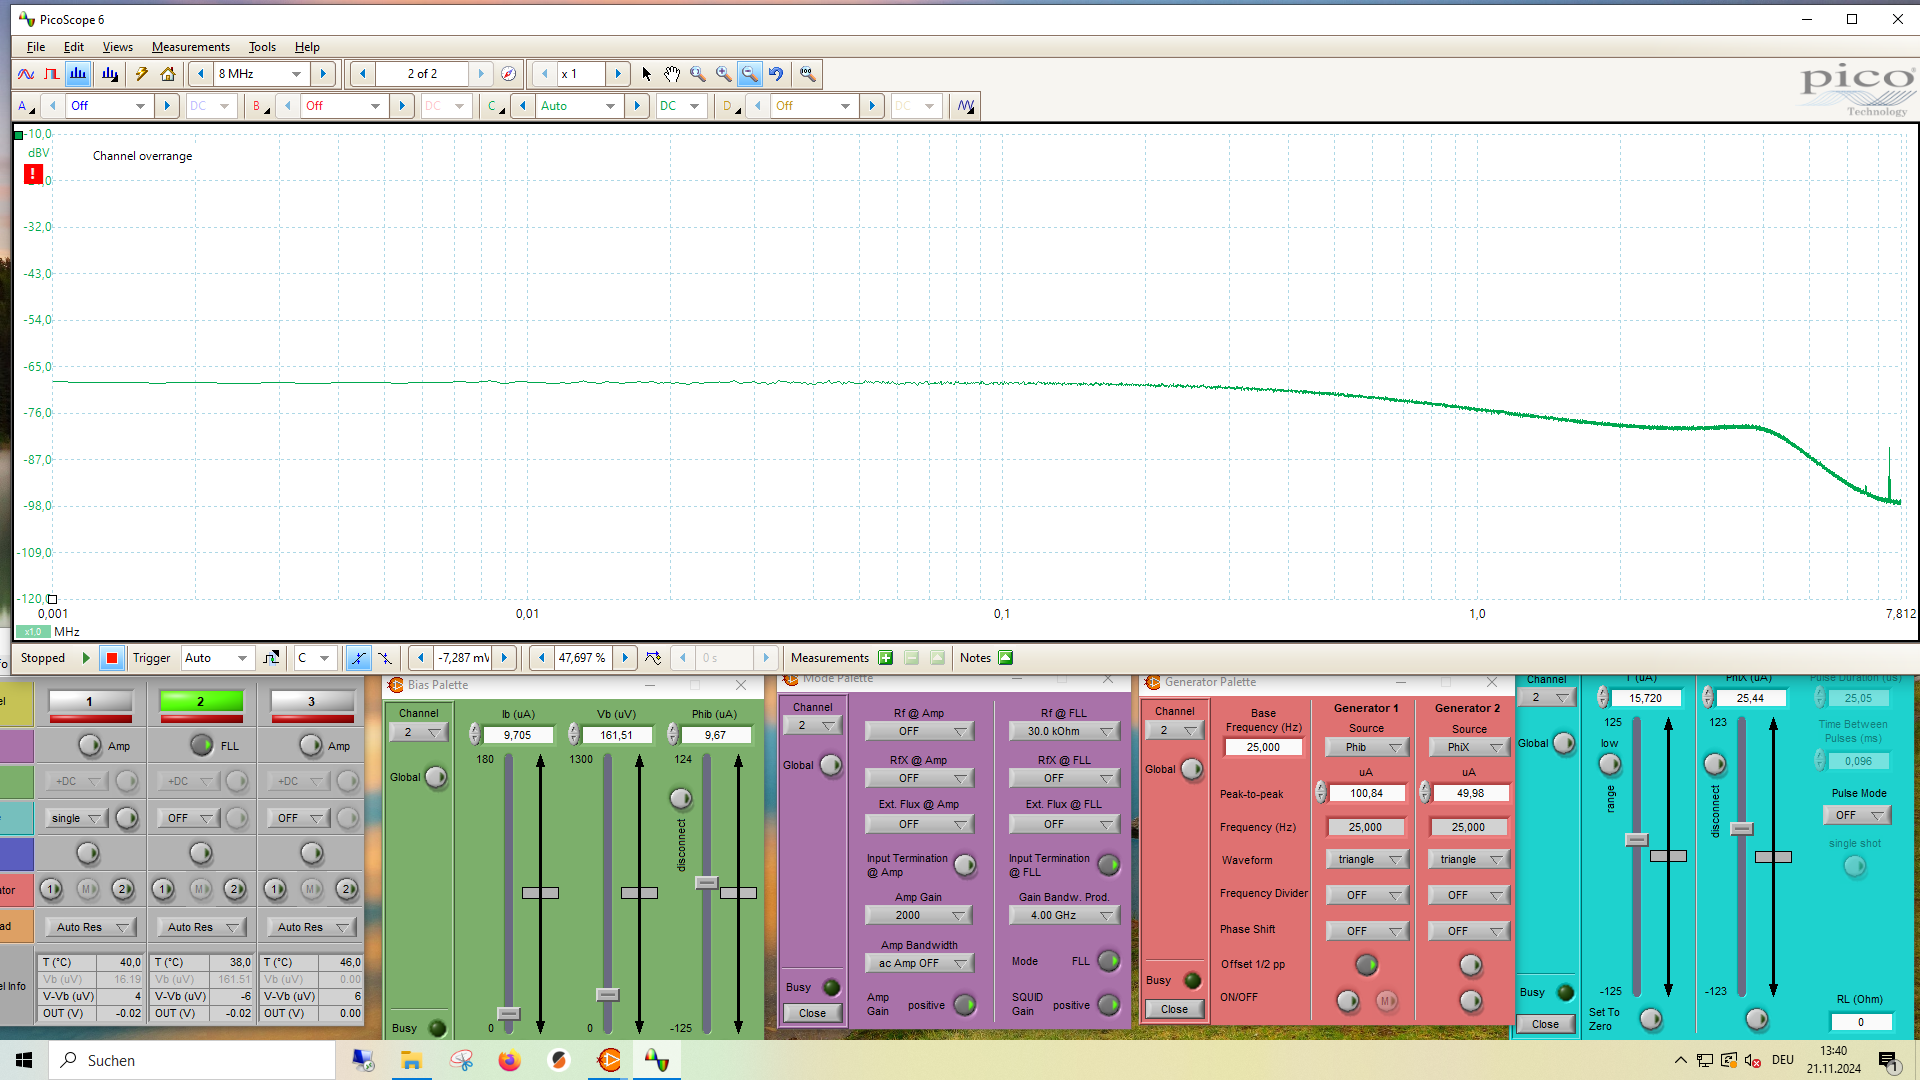 PicoScope 6
File Edit Views Measurements Tools Help
8 MHz 2 of 2 x 1
pico
Technology
A Off DC B Off DC C Auto DC D Off DC
-10,0
dBV
Channel overrange
!
-32,0
-43,0
-54,0
-65,0
-76,0
-87,0
-98,0
-109,0
-120,0
0,001 0,01 0,1 1,0 7,812
x1.0 MHz
Stopped Trigger Auto C -7,287 mV 47,697 % 0 s Measurements Notes
1 2 3
Amp FLL Amp
+DC +DC +DC
single OFF OFF
1 M 2 1 M 2 1 M 2
Auto Res Auto Res Auto Res
T (°C) 40,0 T (°C) 38,0 T (°C) 46,0
Vb (uV) 16.19 Vb (uV) 161.51 Vb (uV) 0.00
V-Vb (uV) 4 V-Vb (uV) -6 V-Vb (uV) 6
OUT (V) -0.02 OUT (V) -0.02 OUT (V) 0.00
el Info
Bias Palette
Channel
2
Global
Busy
Ib (uA) Vb (uV) Phib (uA)
9,705 161,51 9,67
180 1300 124
disconnect
0 0 -125
Mode Palette
Channel
2
Global
Busy
Close
Rf @ Amp Rf @ FLL
OFF 30.0 kOhm
RfX @ Amp RfX @ FLL
OFF OFF
Ext. Flux @ Amp Ext. Flux @ FLL
OFF OFF
Input Termination @ Amp Input Termination @ FLL
Amp Gain Gain Bandw. Prod.
2000 4.00 GHz
Amp Bandwidth
ac Amp OFF Mode FLL
Amp Gain positive SQUID Gain positive
Generator Palette
Channel
2
Global
Busy
Close
Base Frequency (Hz)
25,000
Generator 1 Generator 2
Source Source
Phib PhiX
uA uA
Peak-to-peak 100,84 49,98
Frequency (Hz) 25,000 25,000
Waveform triangle triangle
Frequency Divider OFF OFF
Phase Shift OFF OFF
Offset 1/2 pp
ON/OFF M
Channel
2
Global
Busy
Close
I (uA) PhiX (uA) Pulse Duration (us)
15,720 25,44 25,05
125 123
low
range
disconnect
-125 -123
Set To Zero
Time Between Pulses (ms)
0,096
Pulse Mode
OFF
single shot
RL (Ohm)
0
Suchen
DEU
13:40
21.11.2024
1